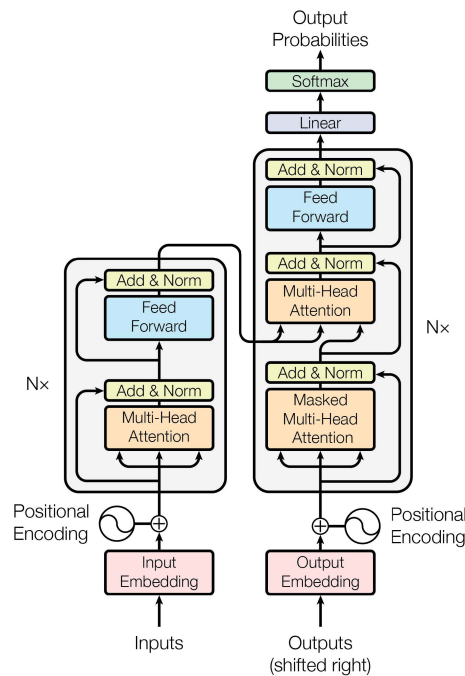 Output
Probabilities
Softmax
Linear
Add & Norm
Feed
Forward
Add & Norm
Multi-Head
Attention
Add & Norm
Masked
Multi-Head
Attention
Nx
Add & Norm
Feed
Forward
Add & Norm
Multi-Head
Attention
N×
Positional
Encoding
Positional
Encoding
Input
Embedding
Output
Embedding
Inputs
Outputs
(shifted right)